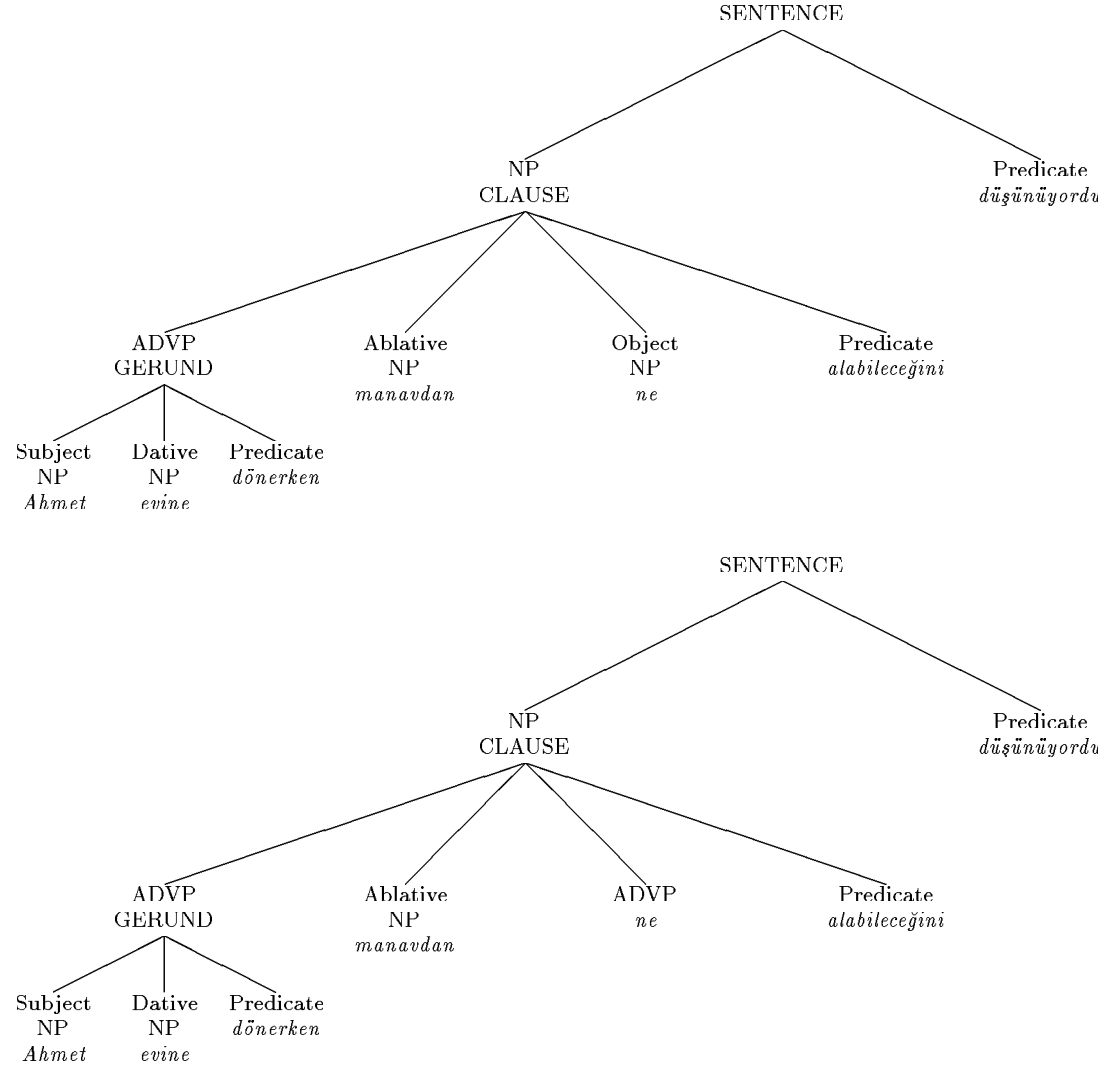 SENTENCE
NP Predicate
CLAUSE düşünüyordu
ADVP Ablative Object Predicate
GERUND NP NP alabileceğini
manavdan ne
Subject Dative Predicate
NP NP dönerken
Ahmet evine
SENTENCE
NP Predicate
CLAUSE düşünüyordu
ADVP Ablative ADVP Predicate
GERUND NP ne alabileceğini
manavdan
Subject Dative Predicate
NP NP dönerken
Ahmet evine